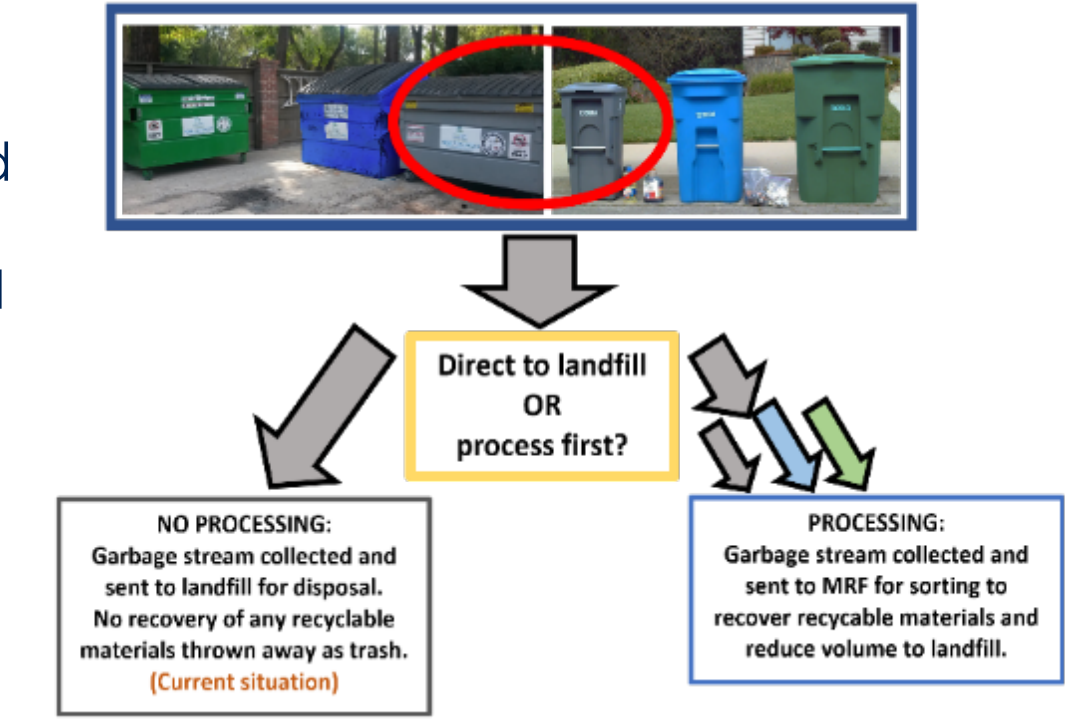 d
l
Direct to landfill
OR
process first?
NO PROCESSING:
Garbage stream collected and
sent to landfill for disposal.
No recovery of any recyclable
materials thrown away as trash.
(Current situation)
PROCESSING:
Garbage stream collected and
sent to MRF for sorting to
recover recycable materials and
reduce volume to landfill.